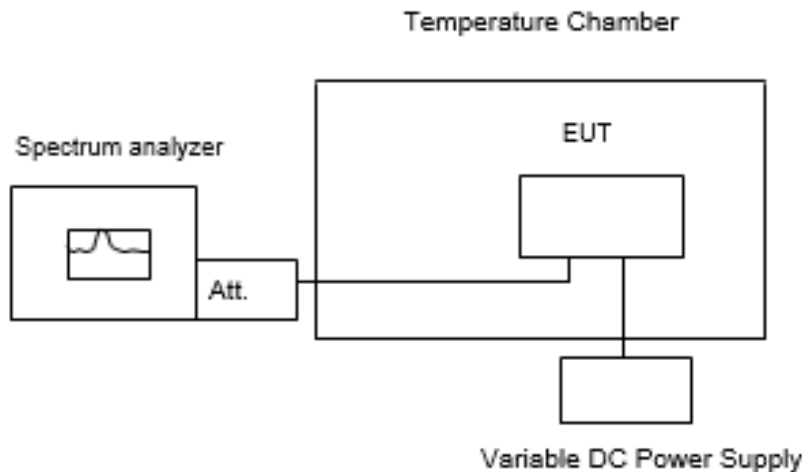 Temperature Chamber
EUT
Spectrum analyzer
Att.
Variable DC Power Supply